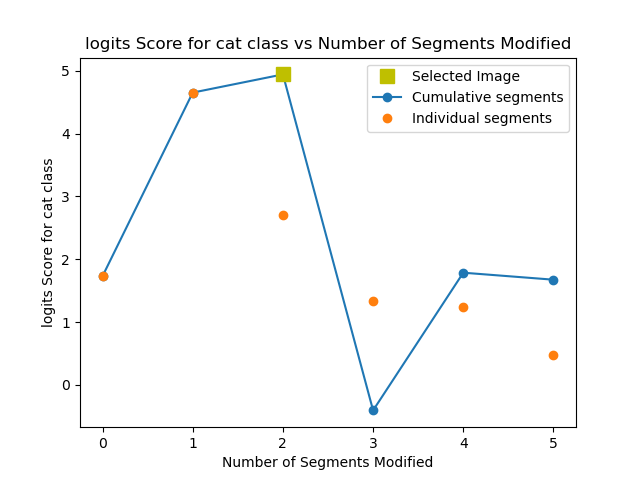 logits Score for cat class vs Number of Segments Modified
Selected Image
Cumulative segments
Individual segments
logits Score for cat class
5
4
3
2
1
0
0 1 2 3 4 5
Number of Segments Modified